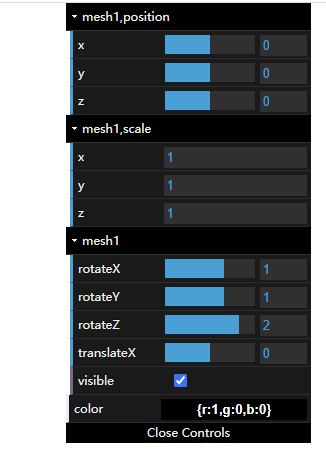 mesh1,position
x 0
y 0
z 0
mesh1,scale
x 1
y 1
z 1
mesh1
rotateX 1
rotateY 1
rotateZ 2
translateX 0
visible
color {r:1,g:0,b:0}
Close Controls